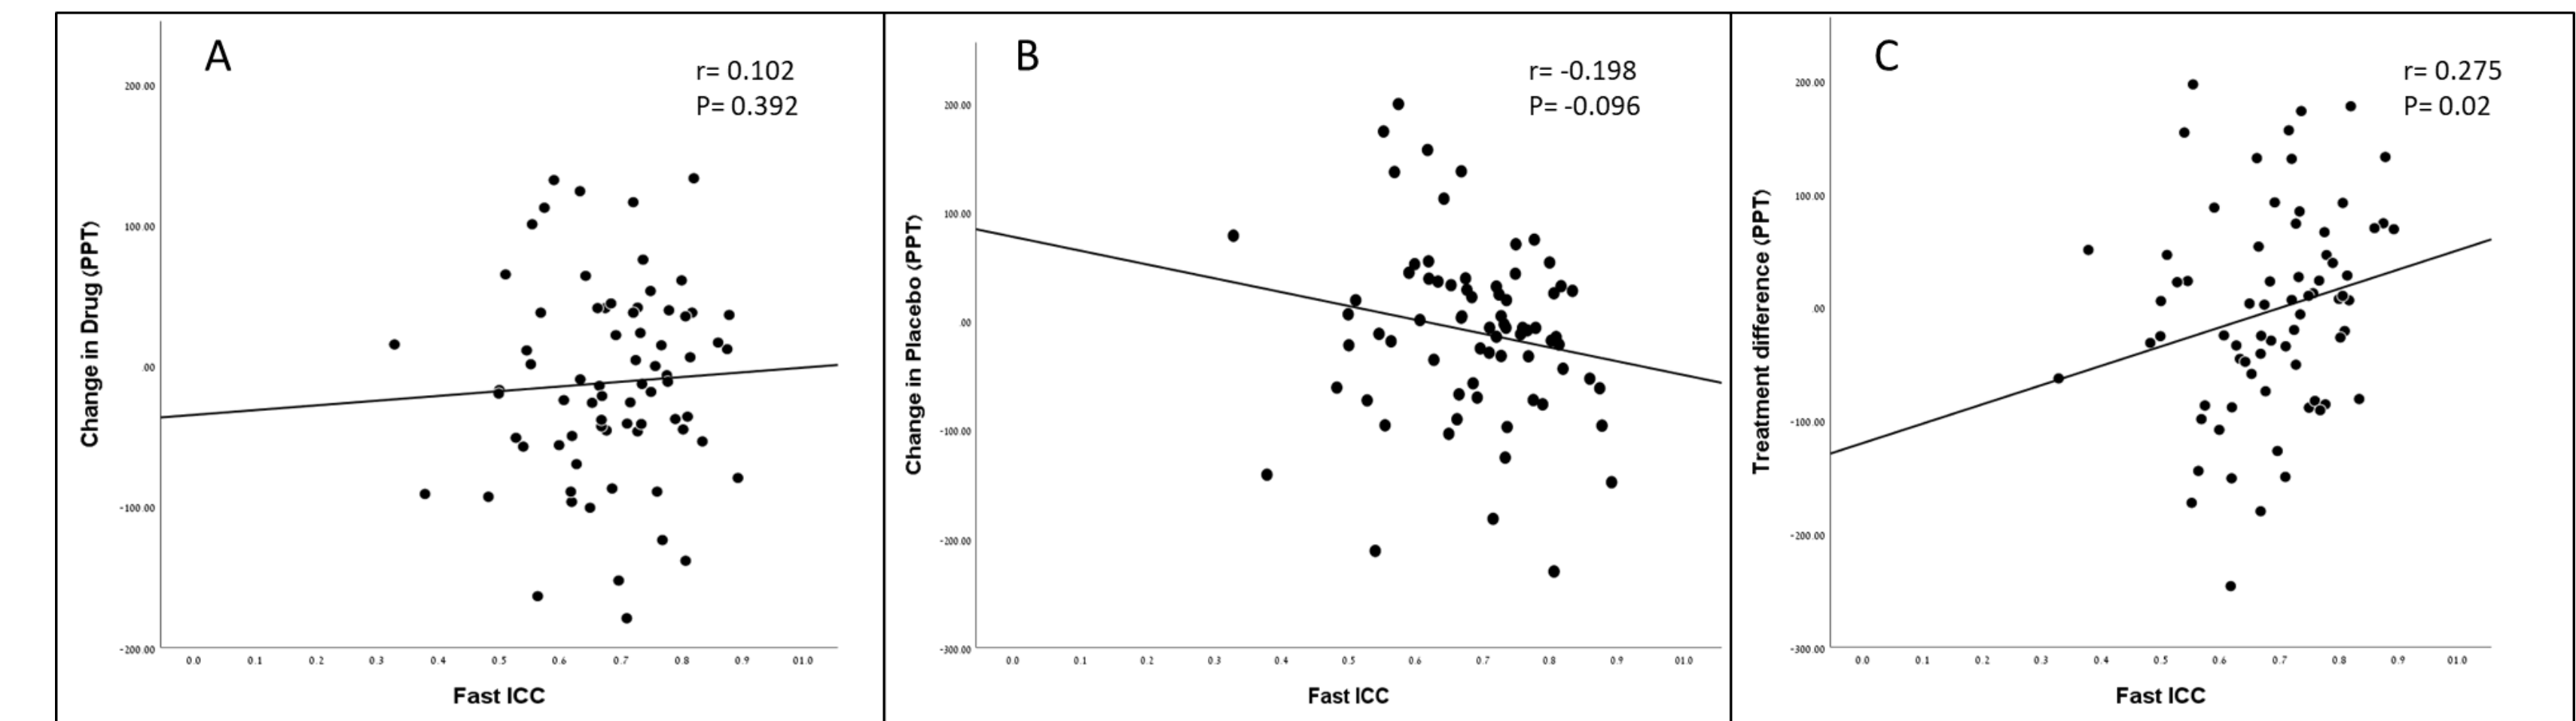 A
r= 0.102
P= 0.392
200.00
100.00
.00
-100.00
-200.00
Change in Drug (PPT)
0.0 0.1 0.2 0.3 0.4 0.5 0.6 0.7 0.8 0.9 01.0
Fast ICC
B
r= -0.198
P= -0.096
200.00
100.00
.00
-100.00
-200.00
-300.00
Change in Placebo (PPT)
0.0 0.1 0.2 0.3 0.4 0.5 0.6 0.7 0.8 0.9 01.0
Fast ICC
C
r= 0.275
P= 0.02
200.00
100.00
.00
-100.00
-200.00
-300.00
Treatment difference (PPT)
0.0 0.1 0.2 0.3 0.4 0.5 0.6 0.7 0.8 0.9 01.0
Fast ICC